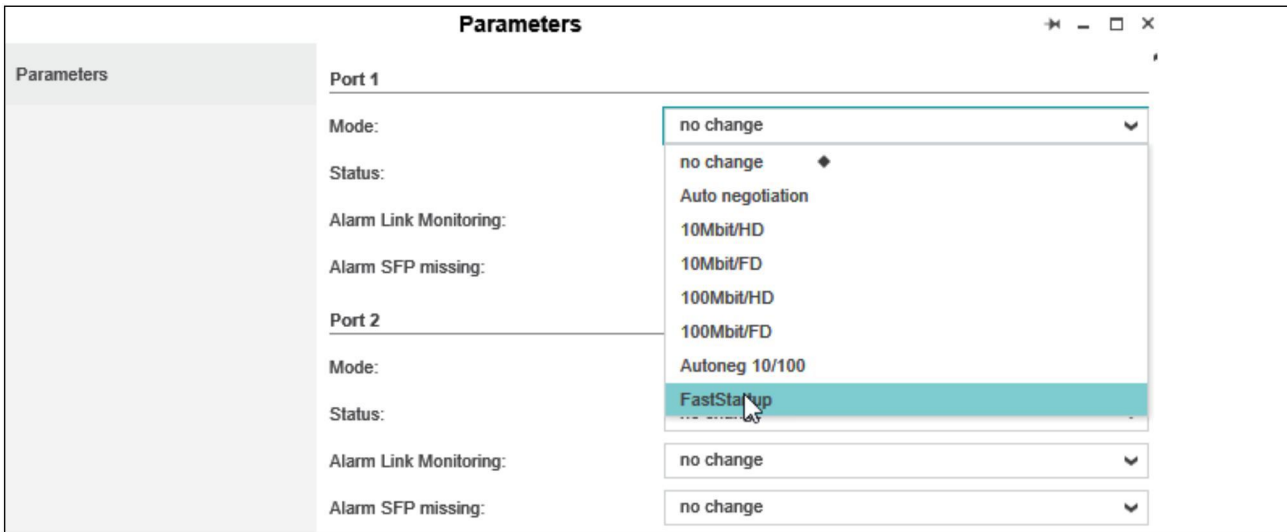 Parameters
Parameters
Port 1
Mode: no change
no change
Auto negotiation
10Mbit/HD
10Mbit/FD
100Mbit/HD
100Mbit/FD
Autoneg 10/100
FastStartup
Status:
Alarm Link Monitoring:
Alarm SFP missing:
Port 2
Mode:
Status: no change
Alarm Link Monitoring: no change
Alarm SFP missing: no change